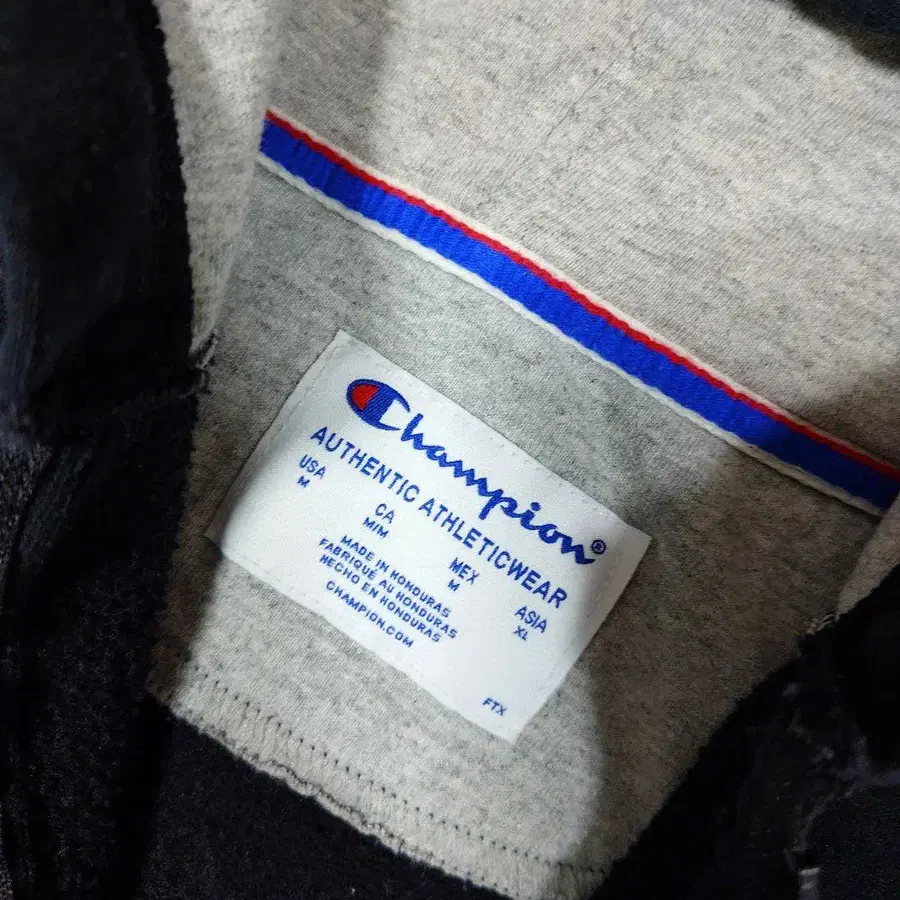 Champion®
AUTHENTIC ATHLETICWEAR
USA CA MEX ASIA
M M/M M XL
MADE IN HONDURAS
FABRIQUÉ AU HONDURAS
HECHO EN HONDURAS
CHAMPION.COM
FTX